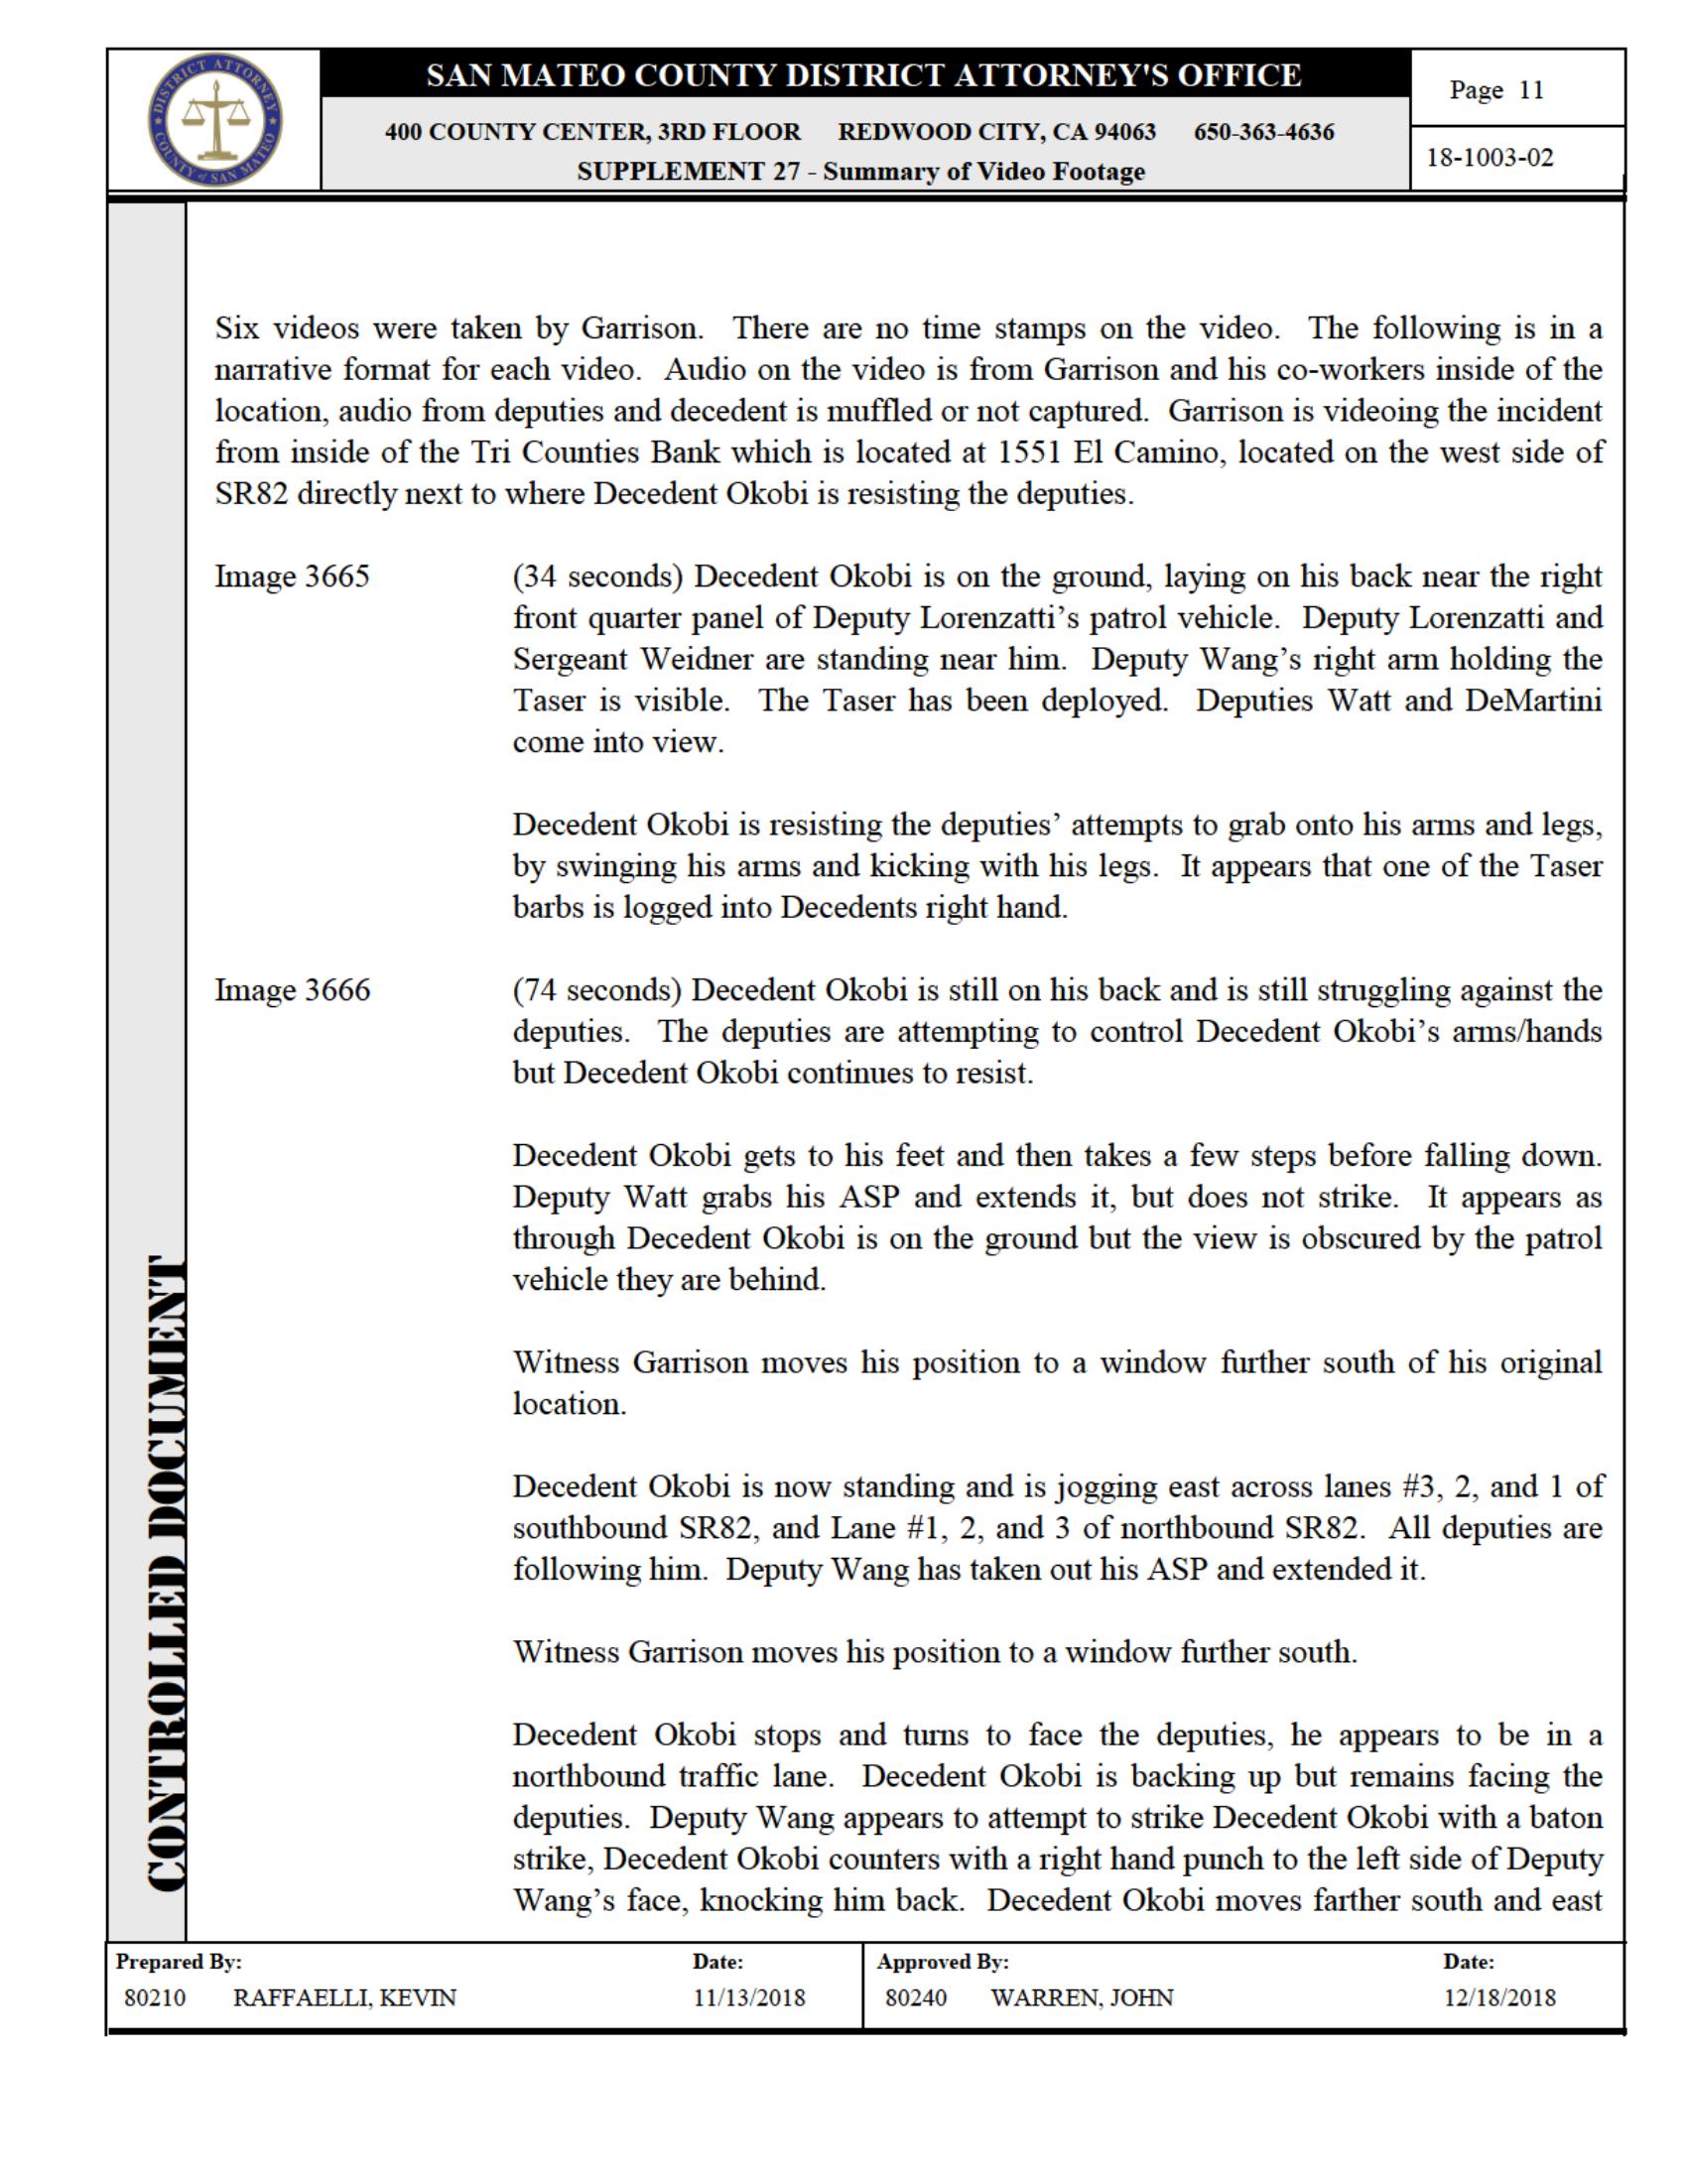 DISTRICT ATTORNEY
COUNTY of SAN MATEO
SAN MATEO COUNTY DISTRICT ATTORNEY'S OFFICE
400 COUNTY CENTER, 3RD FLOOR REDWOOD CITY, CA 94063 650-363-4636
SUPPLEMENT 27 - Summary of Video Footage
Page 11
18-1003-02
Six videos were taken by Garrison. There are no time stamps on the video. The following is in a
narrative format for each video. Audio on the video is from Garrison and his co-workers inside of the
location, audio from deputies and decedent is muffled or not captured. Garrison is videoing the incident
from inside of the Tri Counties Bank which is located at 1551 El Camino, located on the west side of
SR82 directly next to where Decedent Okobi is resisting the deputies.
Image 3665 (34 seconds) Decedent Okobi is on the ground, laying on his back near the right
front quarter panel of Deputy Lorenzatti’s patrol vehicle. Deputy Lorenzatti and
Sergeant Weidner are standing near him. Deputy Wang’s right arm holding the
Taser is visible. The Taser has been deployed. Deputies Watt and DeMartini
come into view.
Decedent Okobi is resisting the deputies’ attempts to grab onto his arms and legs,
by swinging his arms and kicking with his legs. It appears that one of the Taser
barbs is logged into Decedents right hand.
Image 3666 (74 seconds) Decedent Okobi is still on his back and is still struggling against the
deputies. The deputies are attempting to control Decedent Okobi’s arms/hands
but Decedent Okobi continues to resist.
Decedent Okobi gets to his feet and then takes a few steps before falling down.
Deputy Watt grabs his ASP and extends it, but does not strike. It appears as
through Decedent Okobi is on the ground but the view is obscured by the patrol
vehicle they are behind.
Witness Garrison moves his position to a window further south of his original
location.
Decedent Okobi is now standing and is jogging east across lanes #3, 2, and 1 of
southbound SR82, and Lane #1, 2, and 3 of northbound SR82. All deputies are
following him. Deputy Wang has taken out his ASP and extended it.
Witness Garrison moves his position to a window further south.
Decedent Okobi stops and turns to face the deputies, he appears to be in a
northbound traffic lane. Decedent Okobi is backing up but remains facing the
deputies. Deputy Wang appears to attempt to strike Decedent Okobi with a baton
strike, Decedent Okobi counters with a right hand punch to the left side of Deputy
Wang’s face, knocking him back. Decedent Okobi moves farther south and east
CONTROLLED DOCUMENT
Prepared By: Date: Approved By: Date:
80210 RAFFAELLI, KEVIN 11/13/2018 80240 WARREN, JOHN 12/18/2018